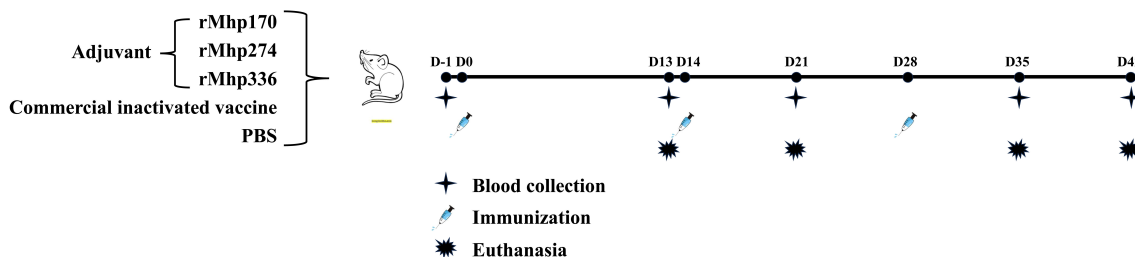 rMhp170
Adjuvant
rMhp274
rMhp336
Commercial inactivated vaccine
PBS
D-1 D0 D13 D14 D21 D28 D35 D4
Blood collection
Immunization
Euthanasia